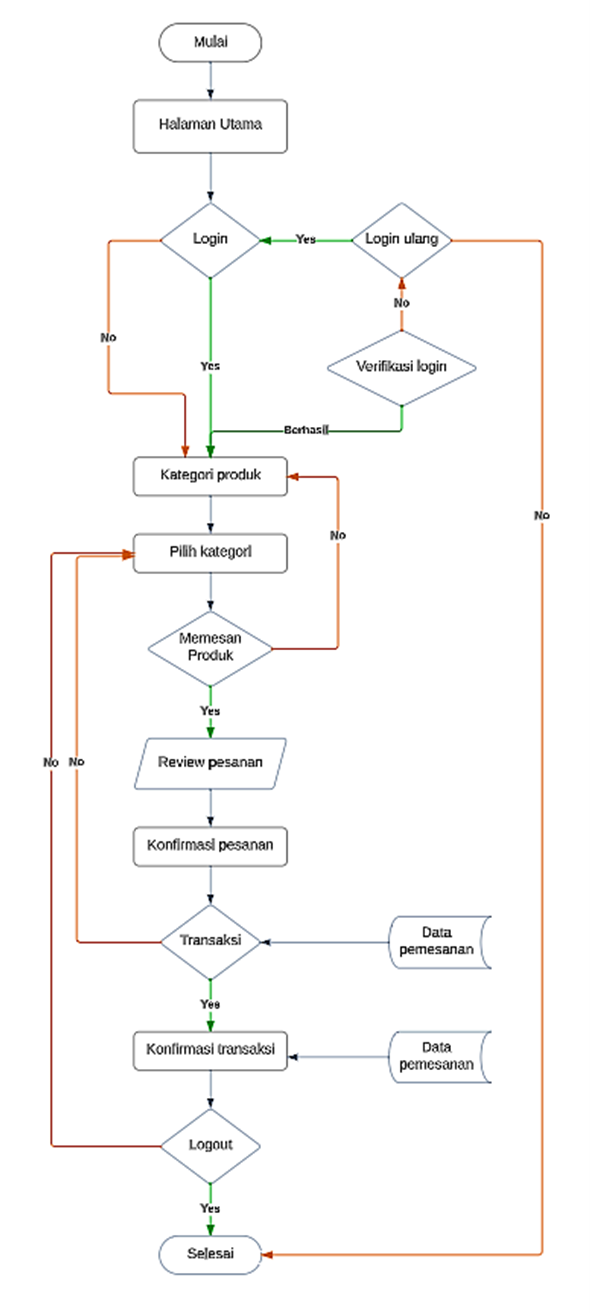 Mulai
Halaman Utama
Login
Yes
Login ulang
No
No
Yes
Verifikasi login
Berhasil
Kategori produk
No
No
Pilih kategori
Memesan
Produk
Yes
Review pesanan
No
No
Konfirmasi pesanan
Transaksi
Data
pemesanan
Yes
Konfirmasi transaksi
Data
pemesanan
Logout
Yes
Selesai